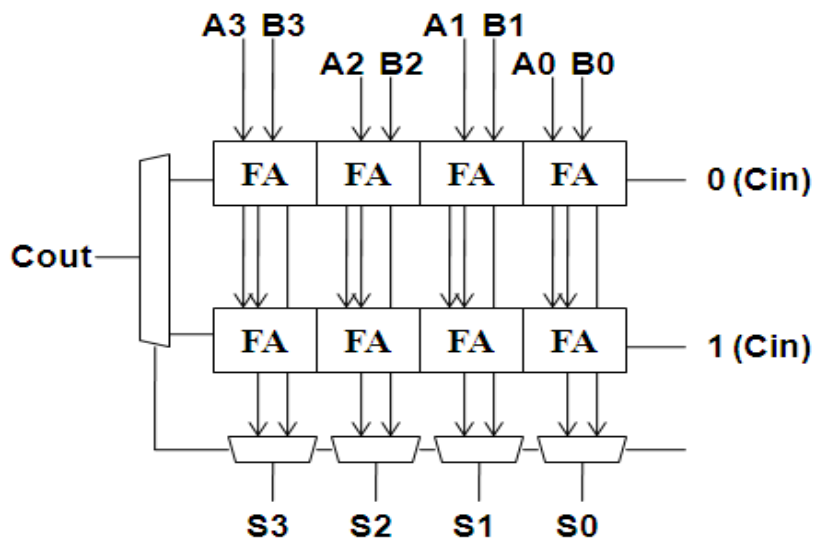 A3 B3 A1 B1
A2 B2 A0 B0
FA FA FA FA 0 (Cin)
Cout
FA FA FA FA 1 (Cin)
S3 S2 S1 S0